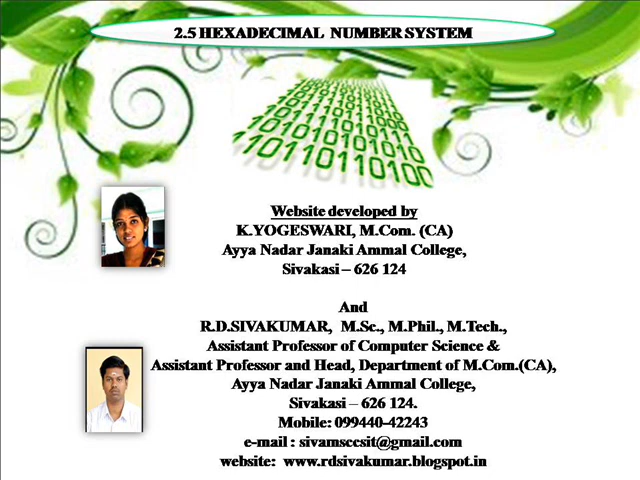 2.5 HEXADECIMAL NUMBER SYSTEM
Website developed by
K.YOGESWARI, M.Com. (CA)
Ayya Nadar Janaki Ammal College,
Sivakasi – 626 124
And
R.D.SIVAKUMAR, M.Sc., M.Phil., M.Tech.,
Assistant Professor of Computer Science &
Assistant Professor and Head, Department of M.Com.(CA),
Ayya Nadar Janaki Ammal College,
Sivakasi – 626 124.
Mobile: 099440-42243
e-mail : sivamsccsit@gmail.com
website: www.rdsivakumar.blogspot.in